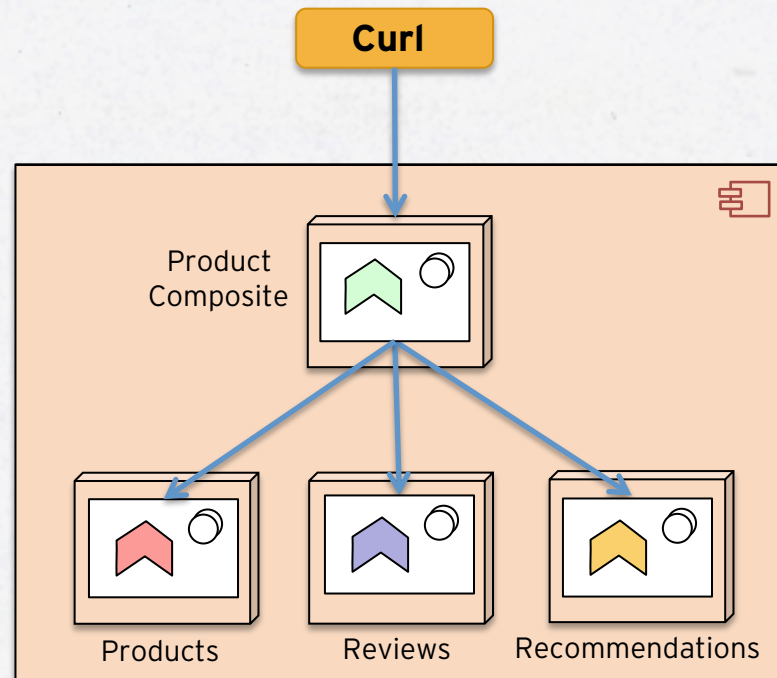 Curl
Product
Composite
Products
Reviews
Recommendations